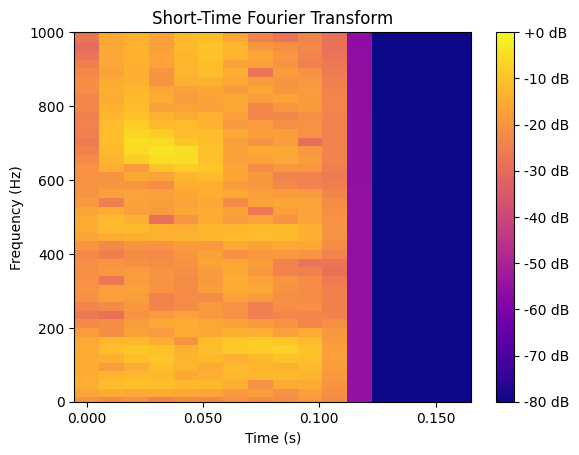 Short-Time Fourier Transform
1000
800
600
400
200
0
Frequency (Hz)
0.000
0.050
0.100
0.150
Time (s)
+0 dB
-10 dB
-20 dB
-30 dB
-40 dB
-50 dB
-60 dB
-70 dB
-80 dB